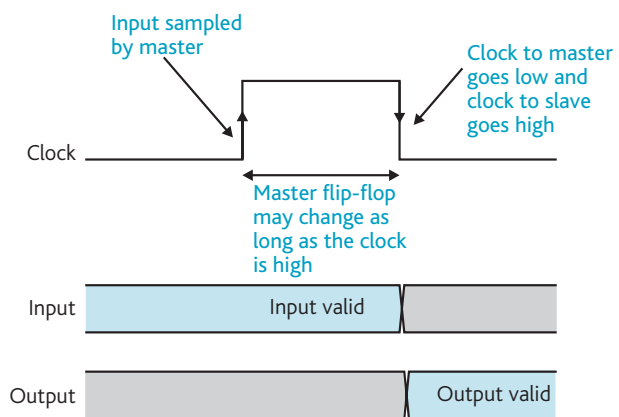 Input sampled
by master
Clock to master
goes low and
clock to slave
goes high
Clock
Master flip-flop
may change as
long as the clock
is high
Input
Input valid
Output
Output valid